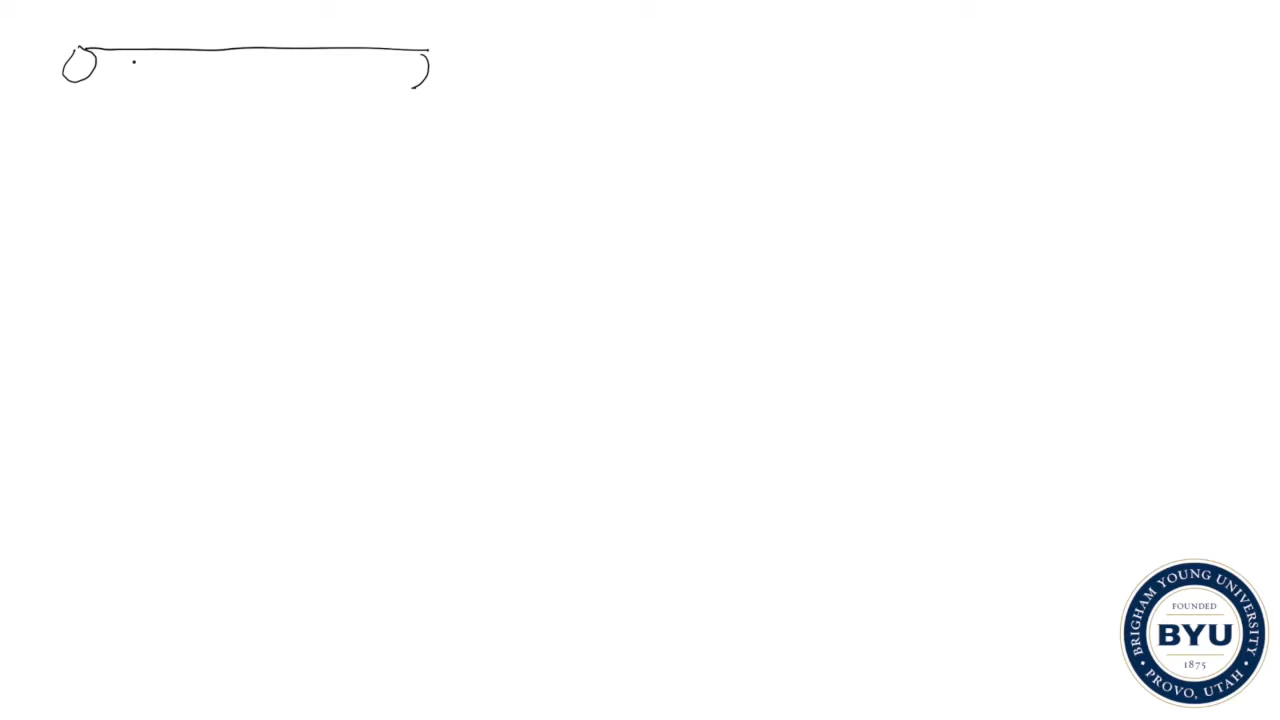 BRIGHAM YOUNG UNIVERSITY
FOUNDED
BYU
1875
• PROVO, UTAH •